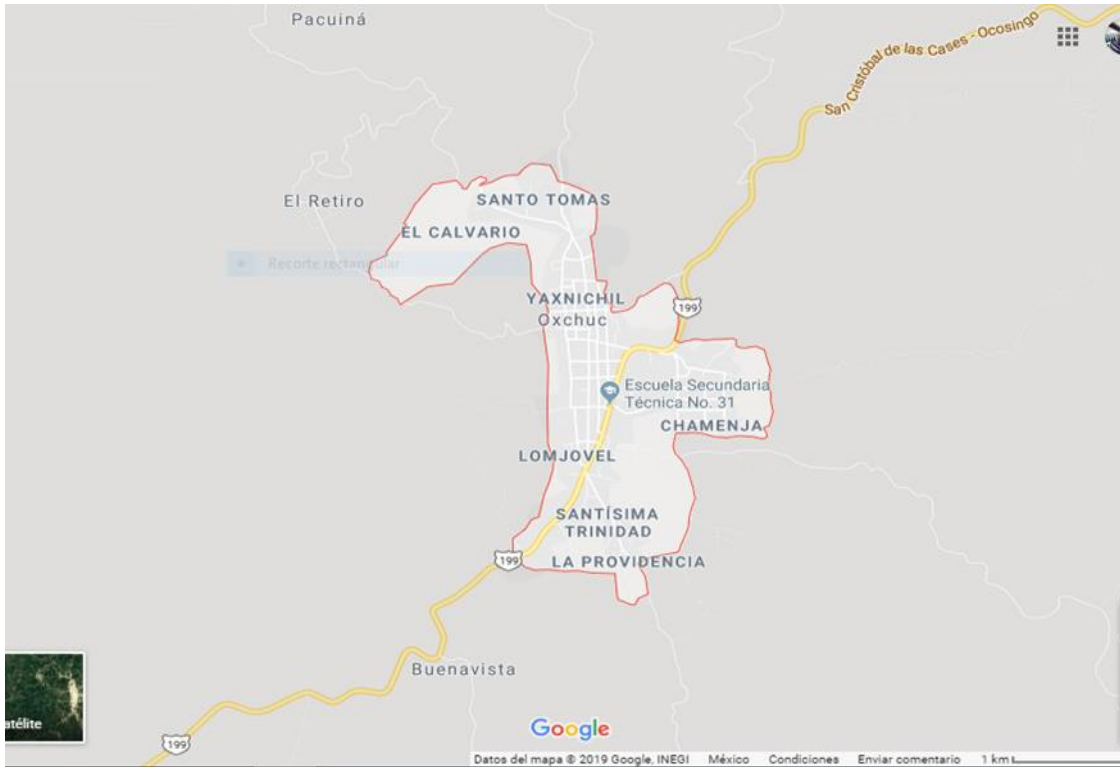 Pacuiná
San Cristóbal de las Cases - Ocosingo
El Retiro
SANTO TOMAS
EL CALVARIO
Recorte rectangular
YAXNICHIL
Oxchuc
199
Escuela Secundaria
Técnica No. 31
CHAMENJA
LOMJOVEL
SANTÍSIMA
TRINIDAD
LA PROVIDENCIA
199
Buenavista
atélite
199
Google
Datos del mapa © 2019 Google, INEGI México Condiciones Enviar comentario 1 km